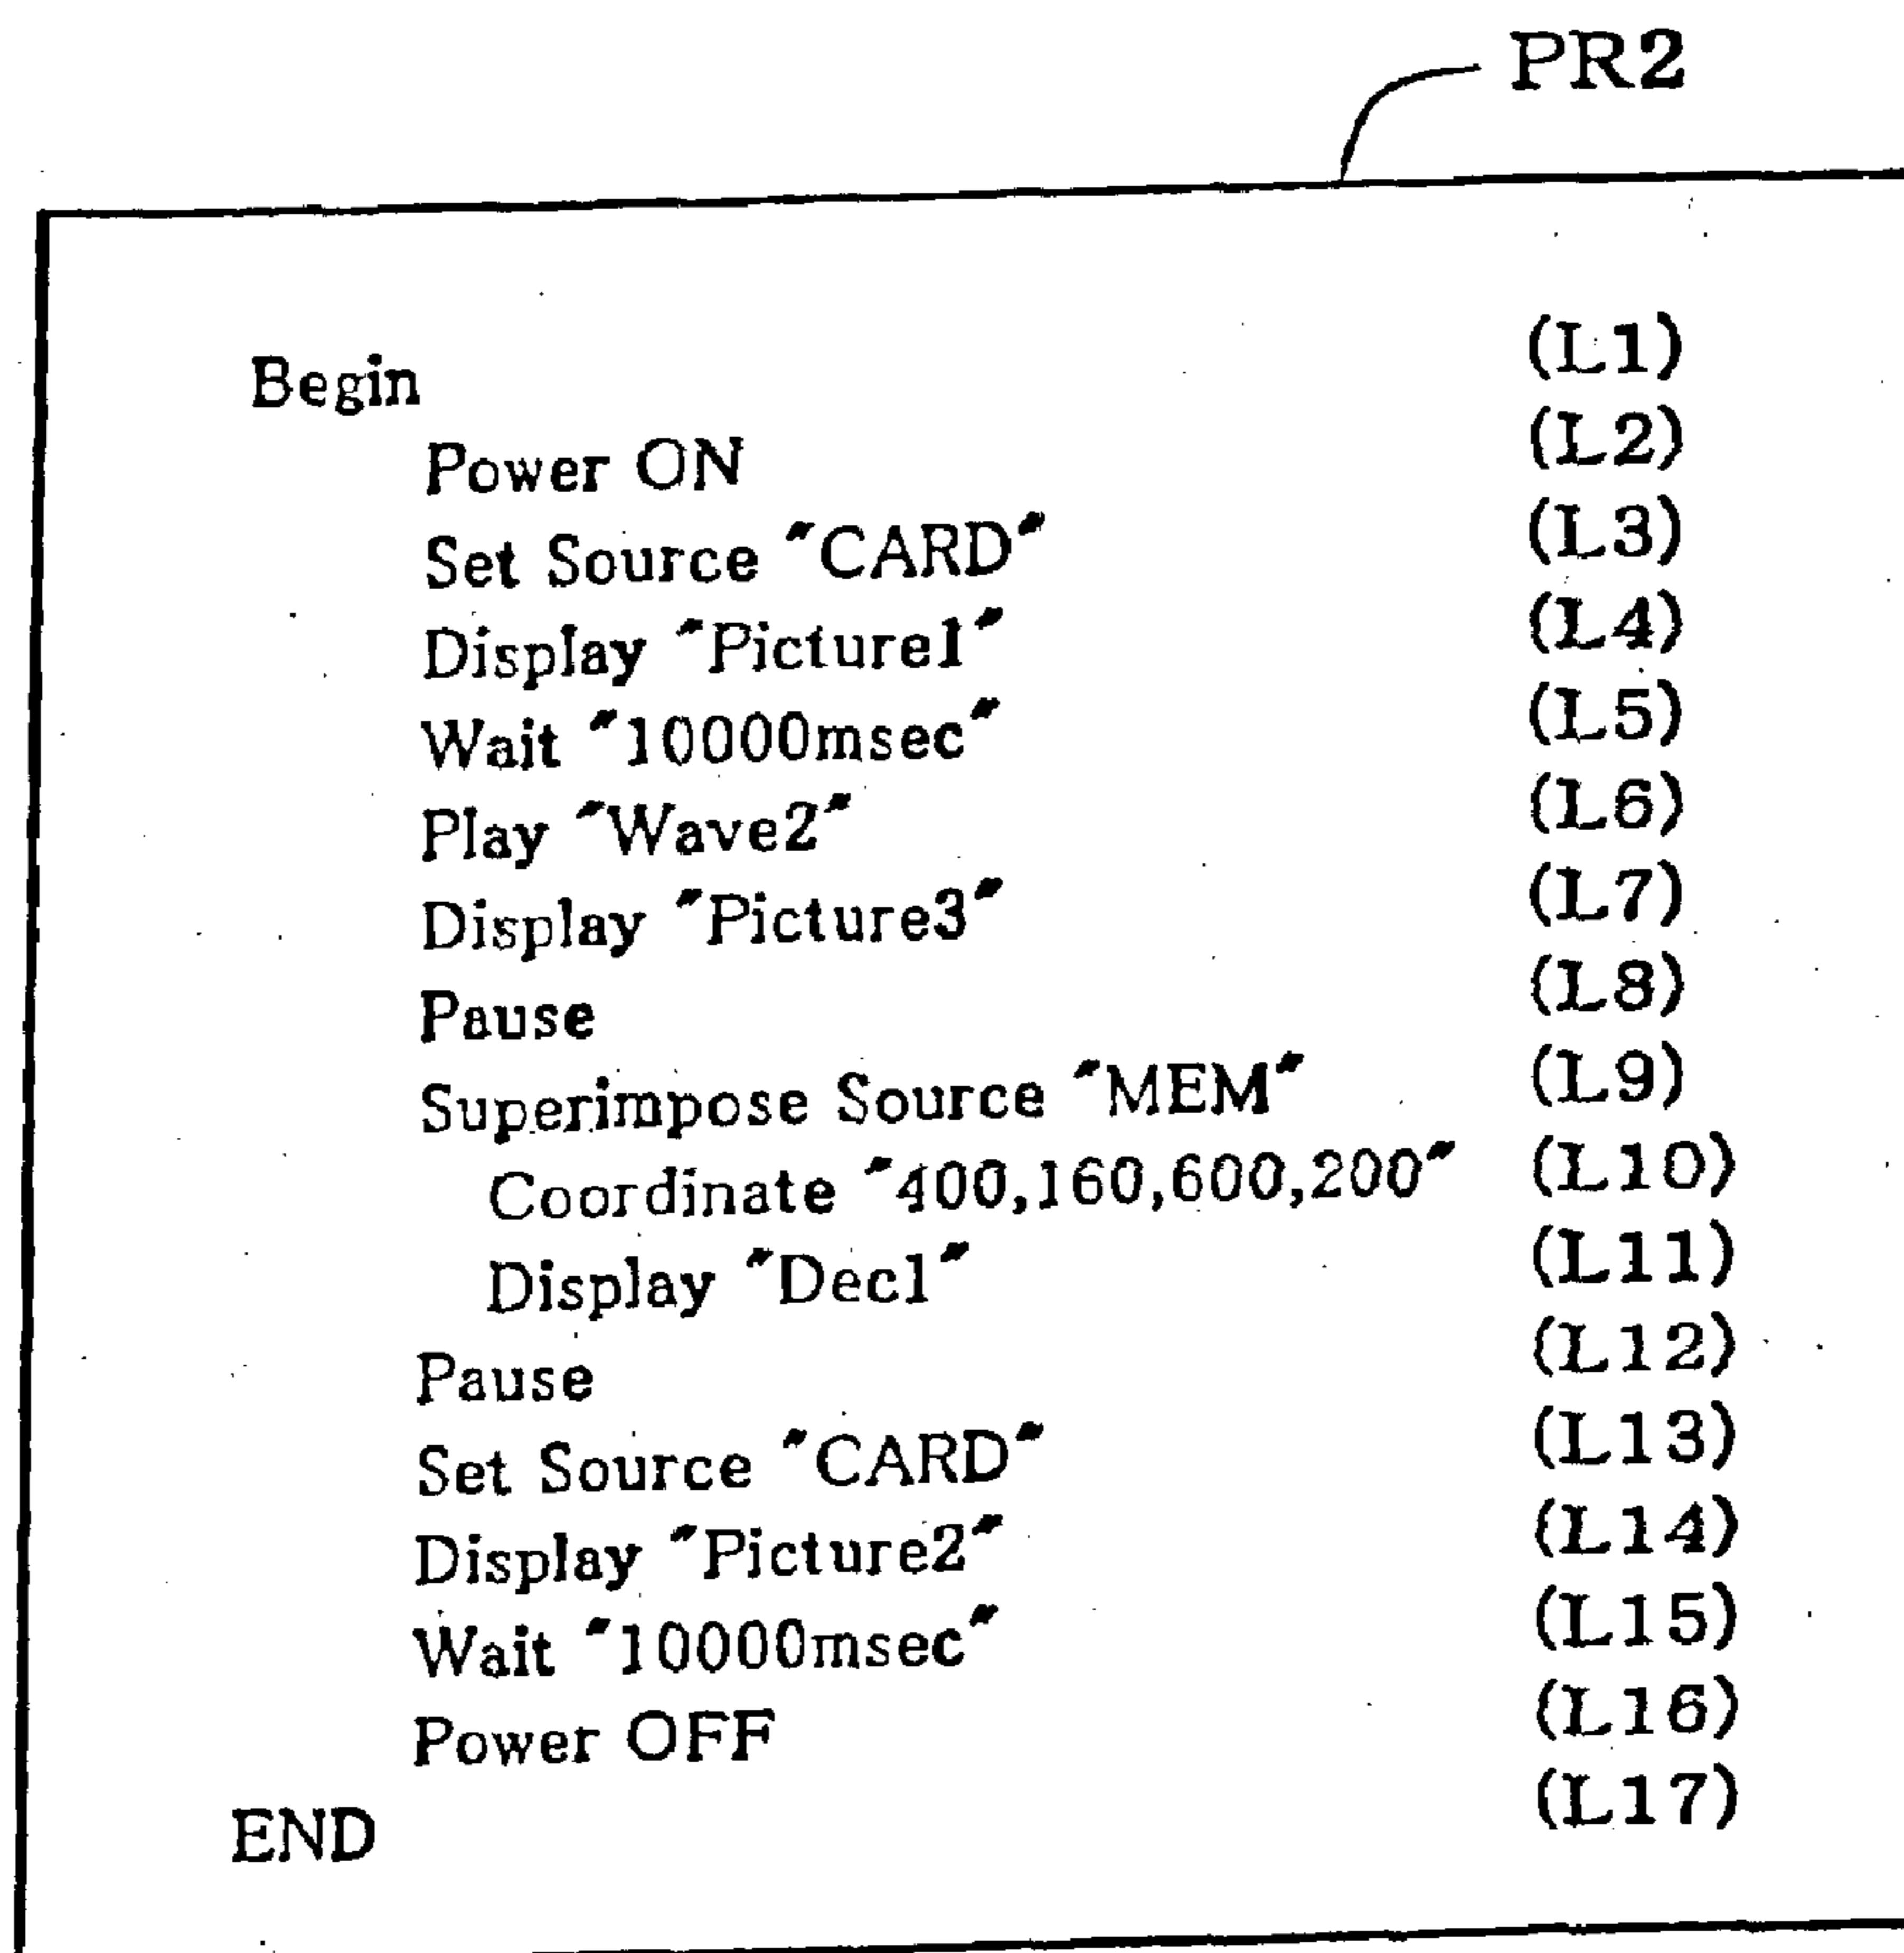 PR2
Begin (L1)
Power ON (L2)
Set Source "CARD" (L3)
Display "Picture1" (L4)
Wait "10000msec" (L5)
Play "Wave2" (L6)
Display "Picture3" (L7)
Pause (L8)
Superimpose Source "MEM" (L9)
Coordinate "400,160,600,200" (L10)
Display "Dec1" (L11)
Pause (L12)
Set Source "CARD" (L13)
Display "Picture2" (L14)
Wait "10000msec" (L15)
Power OFF (L16)
END (L17)